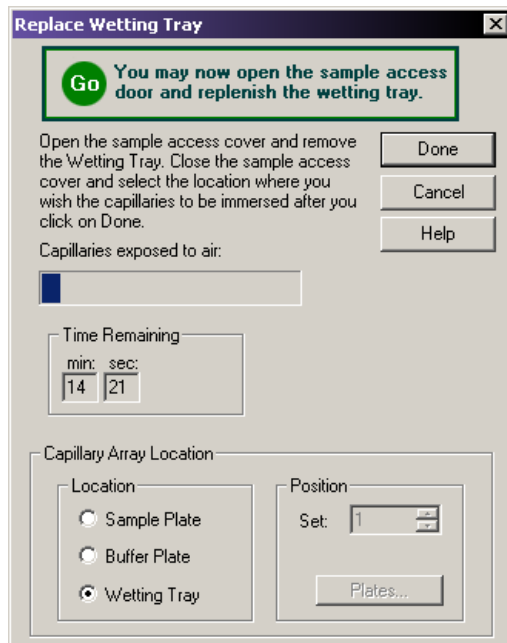 Replace Wetting Tray
Go
You may now open the sample access
door and replenish the wetting tray.
Open the sample access cover and remove
the Wetting Tray. Close the sample access
cover and select the location where you
wish the capillaries to be immersed after you
click on Done.
Done
Cancel
Help
Capillaries exposed to air:
Time Remaining
min: sec:
14 21
Capillary Array Location
Location
Sample Plate
Buffer Plate
Wetting Tray
Position
Set: 1
Plates...